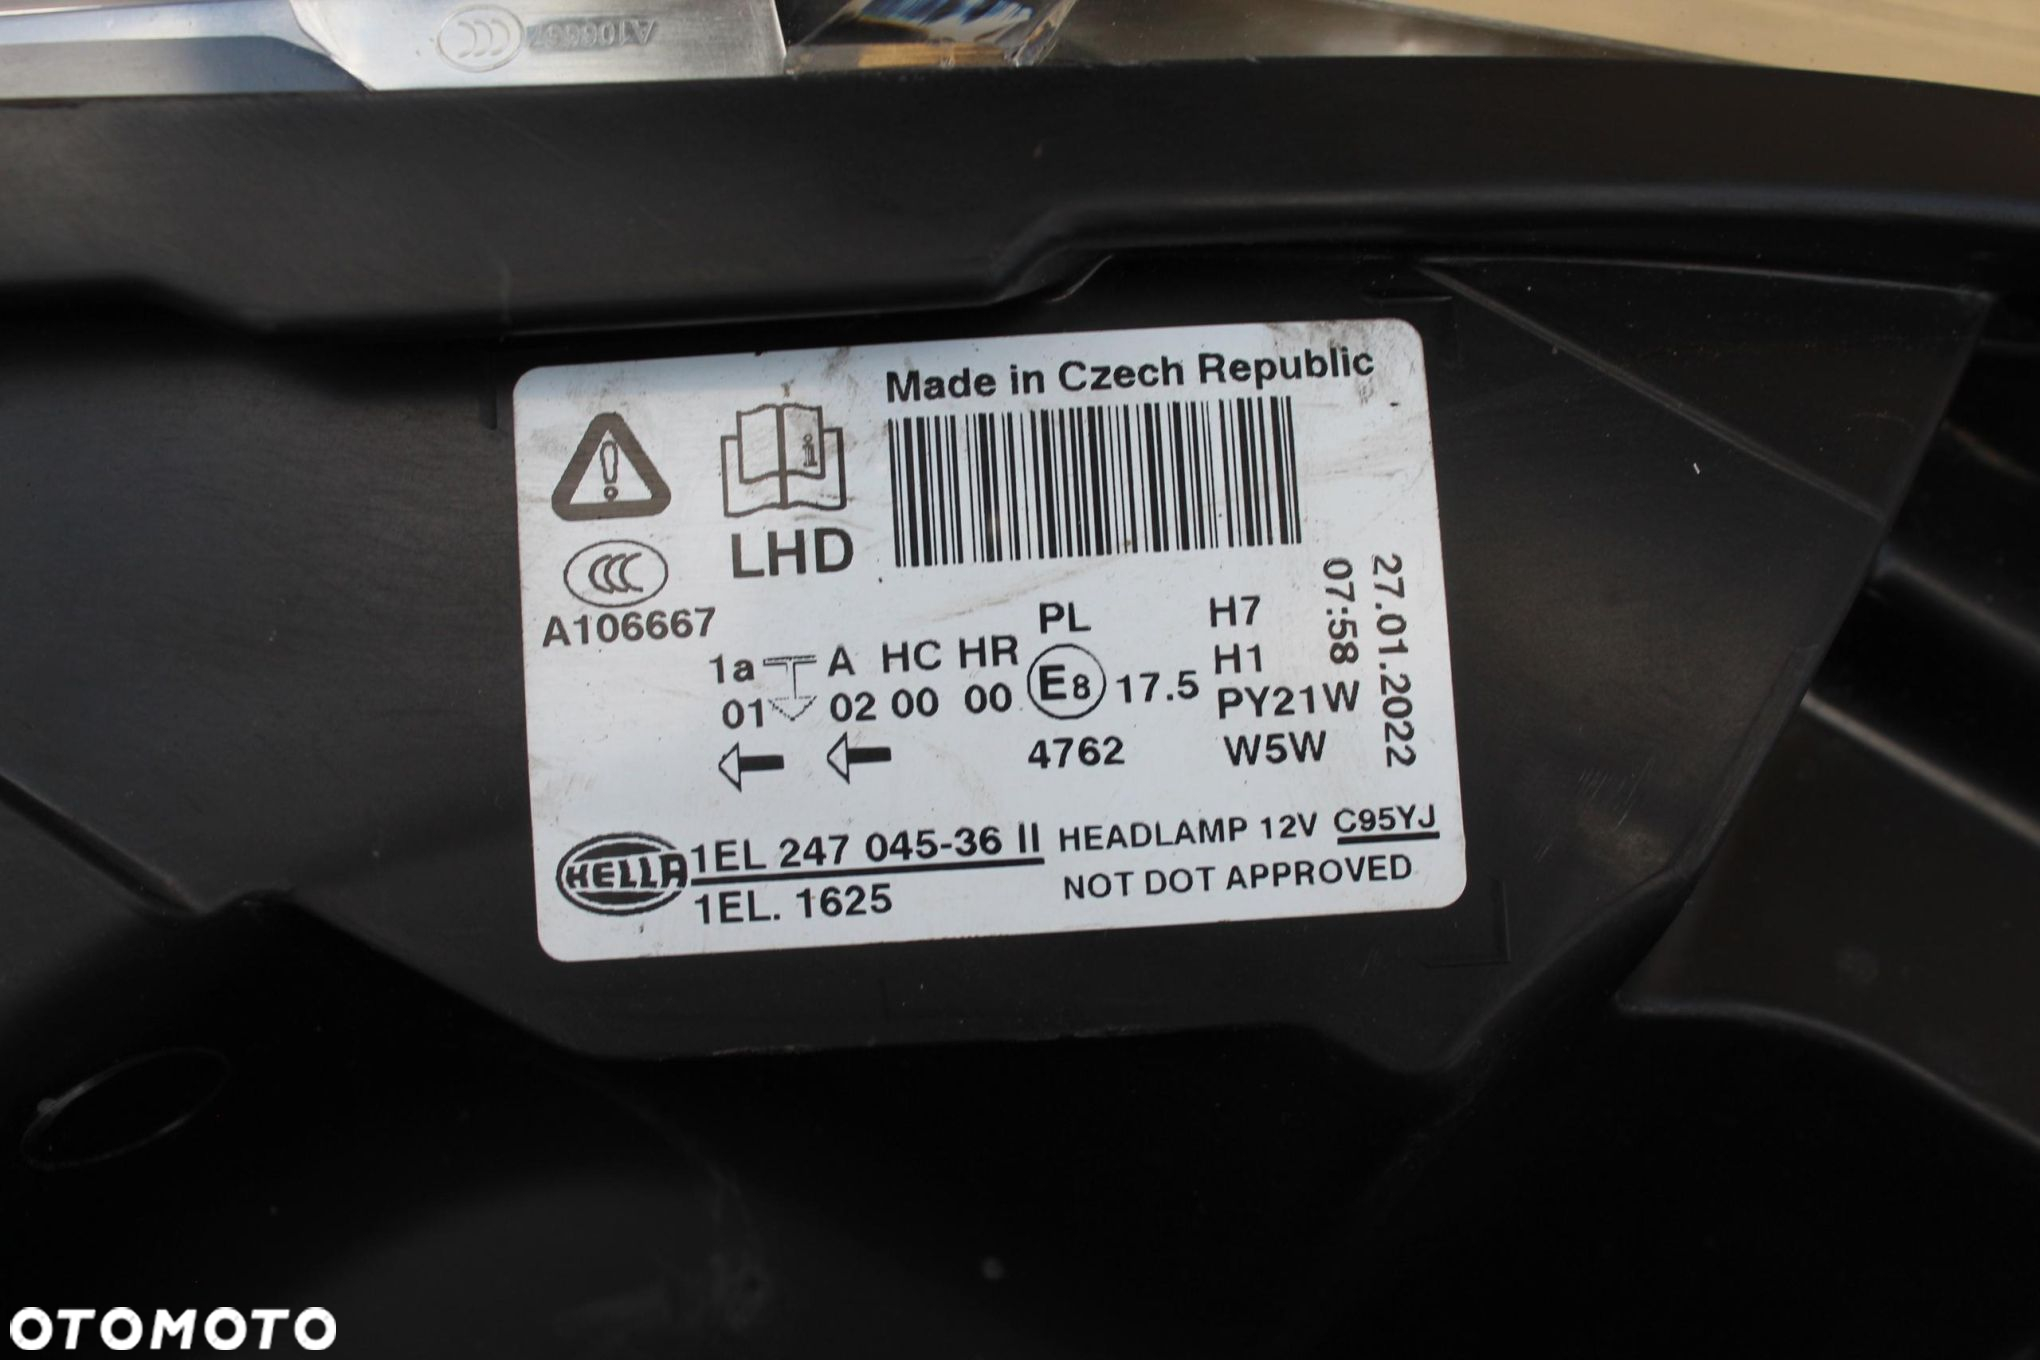 A106667
Made in Czech Republic
LHD
A106667
1a A HC HR PL
01 02 00 00 E8 17.5
4762
H7
H1
PY21W
W5W
27.01.2022
07:58
HELLA 1EL 247 045-36 II HEADLAMP 12V C95YJ
1EL. 1625 NOT DOT APPROVED
OTOMOTO